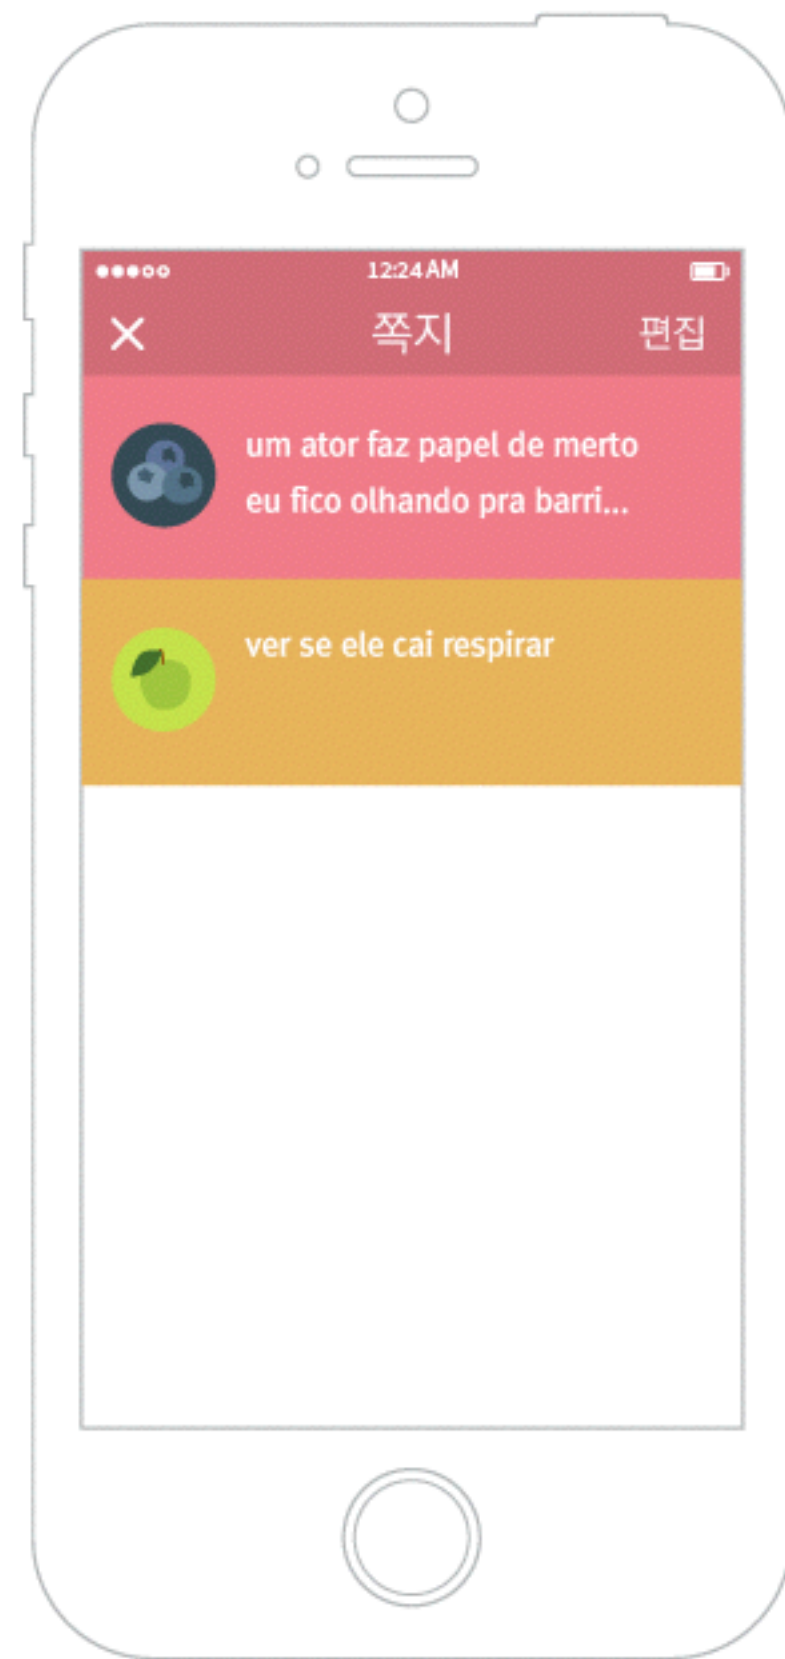 12:24 AM
쪽지
편집
um ator faz papel de merto
eu fico olhando pra barri...
ver se ele cai respirar